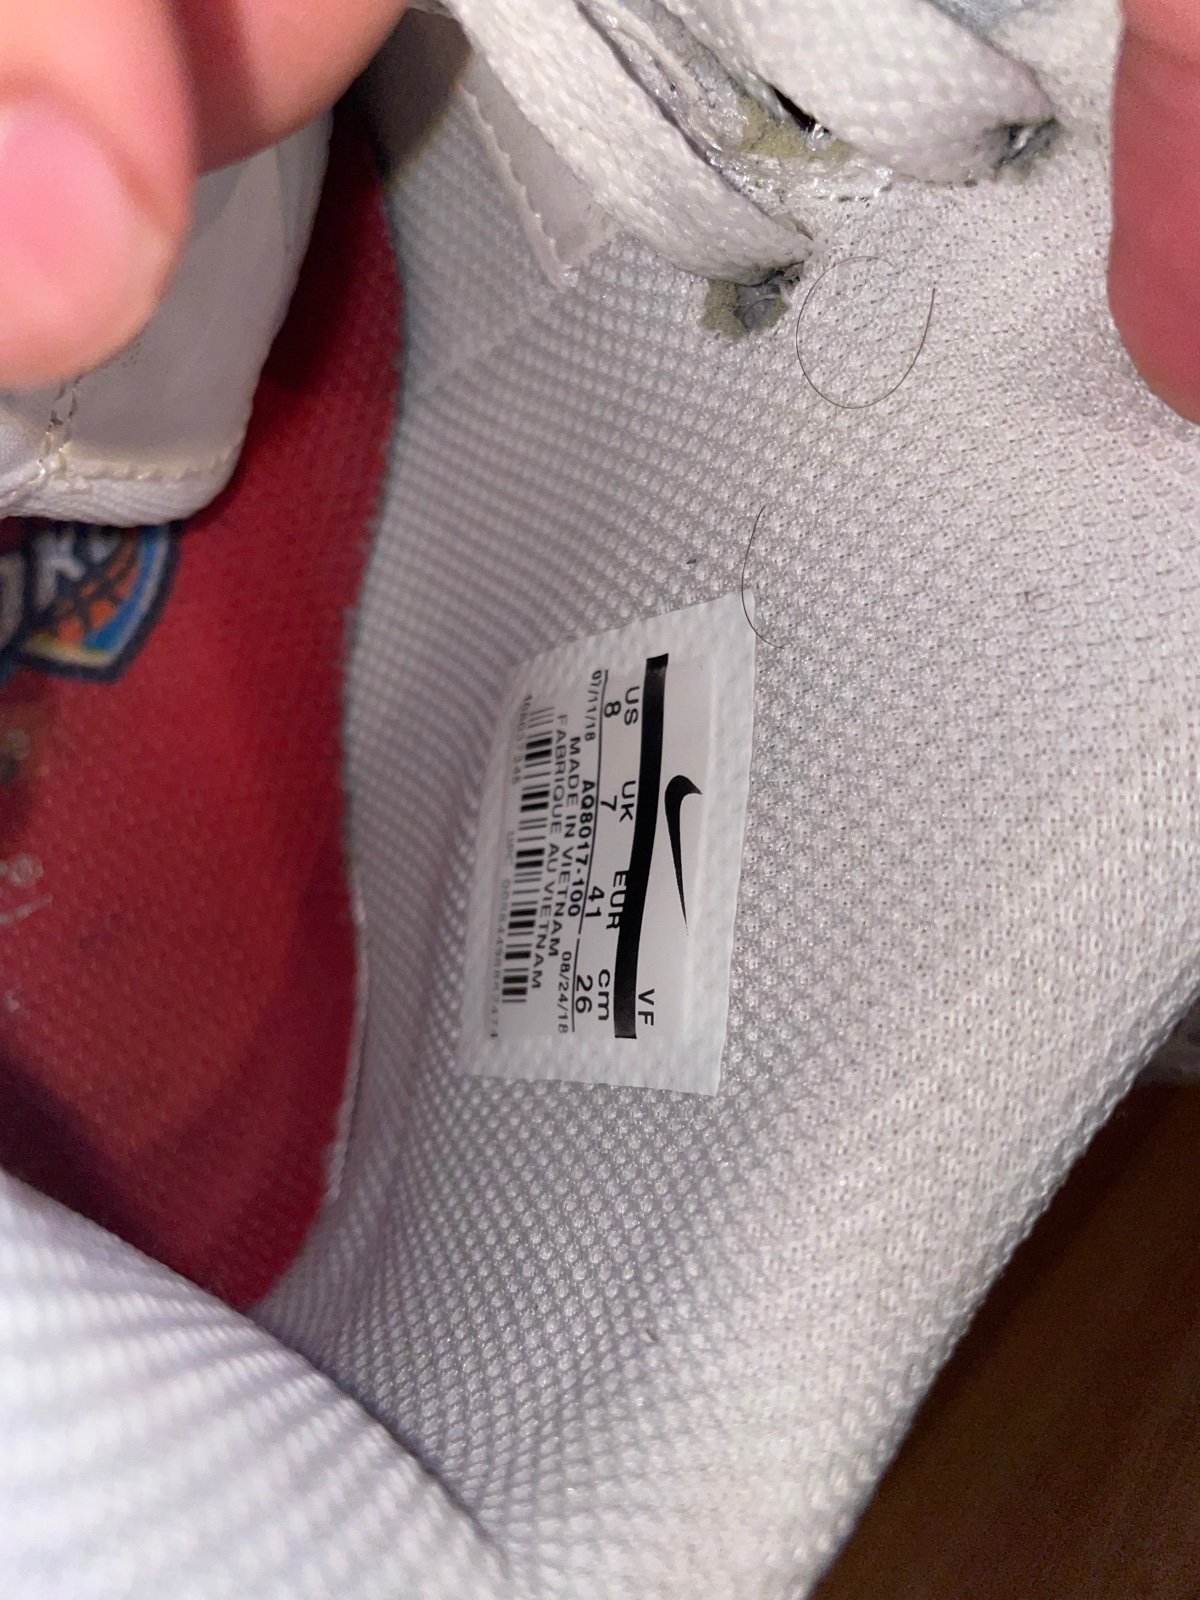 VF
US UK EUR cm
8 7 41 26
07/11/18 AQ8017-100 08/24/18
MADE IN VIETNAM
FABRIQUE AU VIETNAM